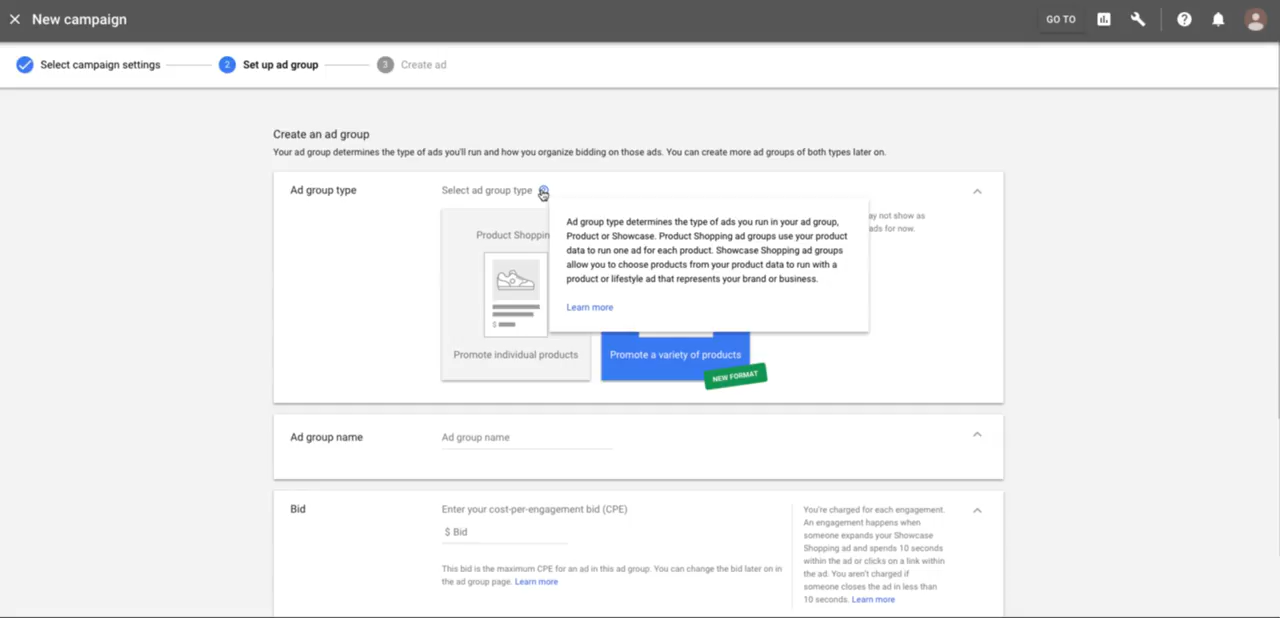 New campaign
GO TO
Select campaign settings
2
Set up ad group
3
Create ad
Create an ad group
Your ad group determines the type of ads you'll run and how you organize bidding on those ads. You can create more ad groups of both types later on.
Ad group type
Select ad group type
Product Shoppin
Promote individual products
$
Ad group type determines the type of ads you run in your ad group,
Product or Showcase. Product Shopping ad groups use your product
data to run one ad for each product. Showcase Shopping ad groups
allow you to choose products from your product data to run with a
product or lifestyle ad that represents your brand or business.
Learn more
ay not show as
ads for now.
Promote a variety of products
NEW FORMAT
Ad group name
Ad group name
Bid
Enter your cost-per-engagement bid (CPE)
$ Bid
This bid is the maximum CPE for an ad in this ad group. You can change the bid later on in
the ad group page. Learn more
You're charged for each engagement.
An engagement happens when
someone expands your Showcase
Shopping ad and spends 10 seconds
within the ad or clicks on a link within
the ad. You aren't charged if
someone closes the ad in less than
10 seconds. Learn more